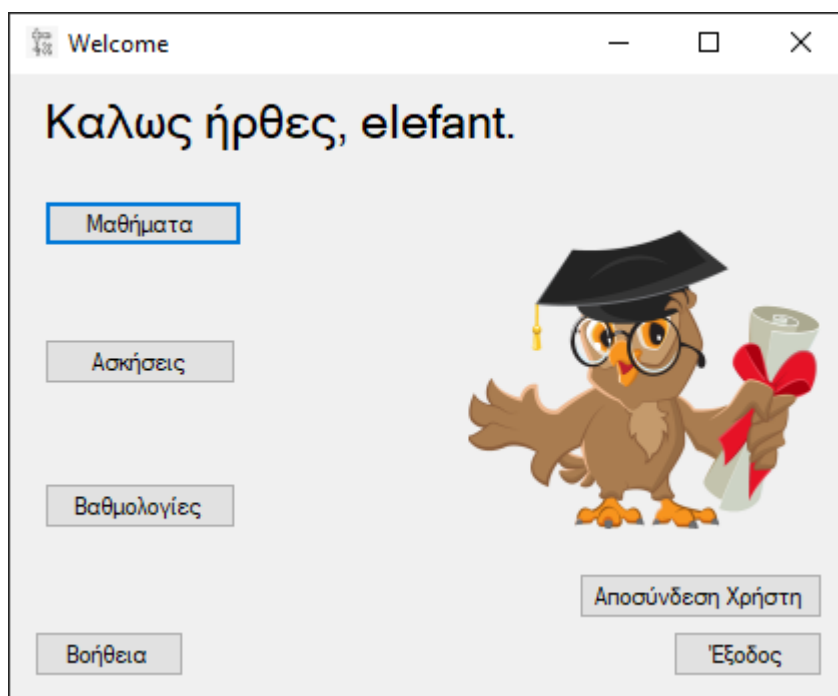 Welcome
Καλως ήρθες, elefant.
Μαθήματα
Ασκήσεις
Βαθμολογίες
Αποσύνδεση Χρήστη
Βοήθεια
Έξοδος